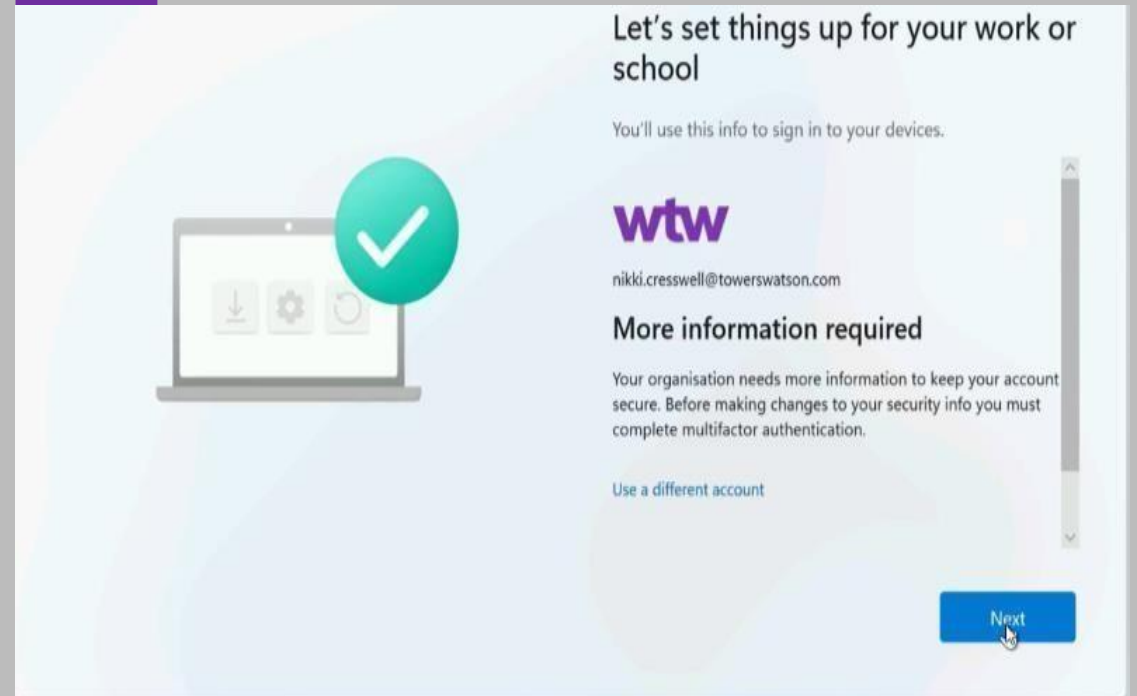 Let's set things up for your work or
school
You'll use this info to sign in to your devices.
wtw
nikki.cresswell@towerswatson.com
More information required
Your organisation needs more information to keep your account
secure. Before making changes to your security info you must
complete multifactor authentication.
Use a different account
Next